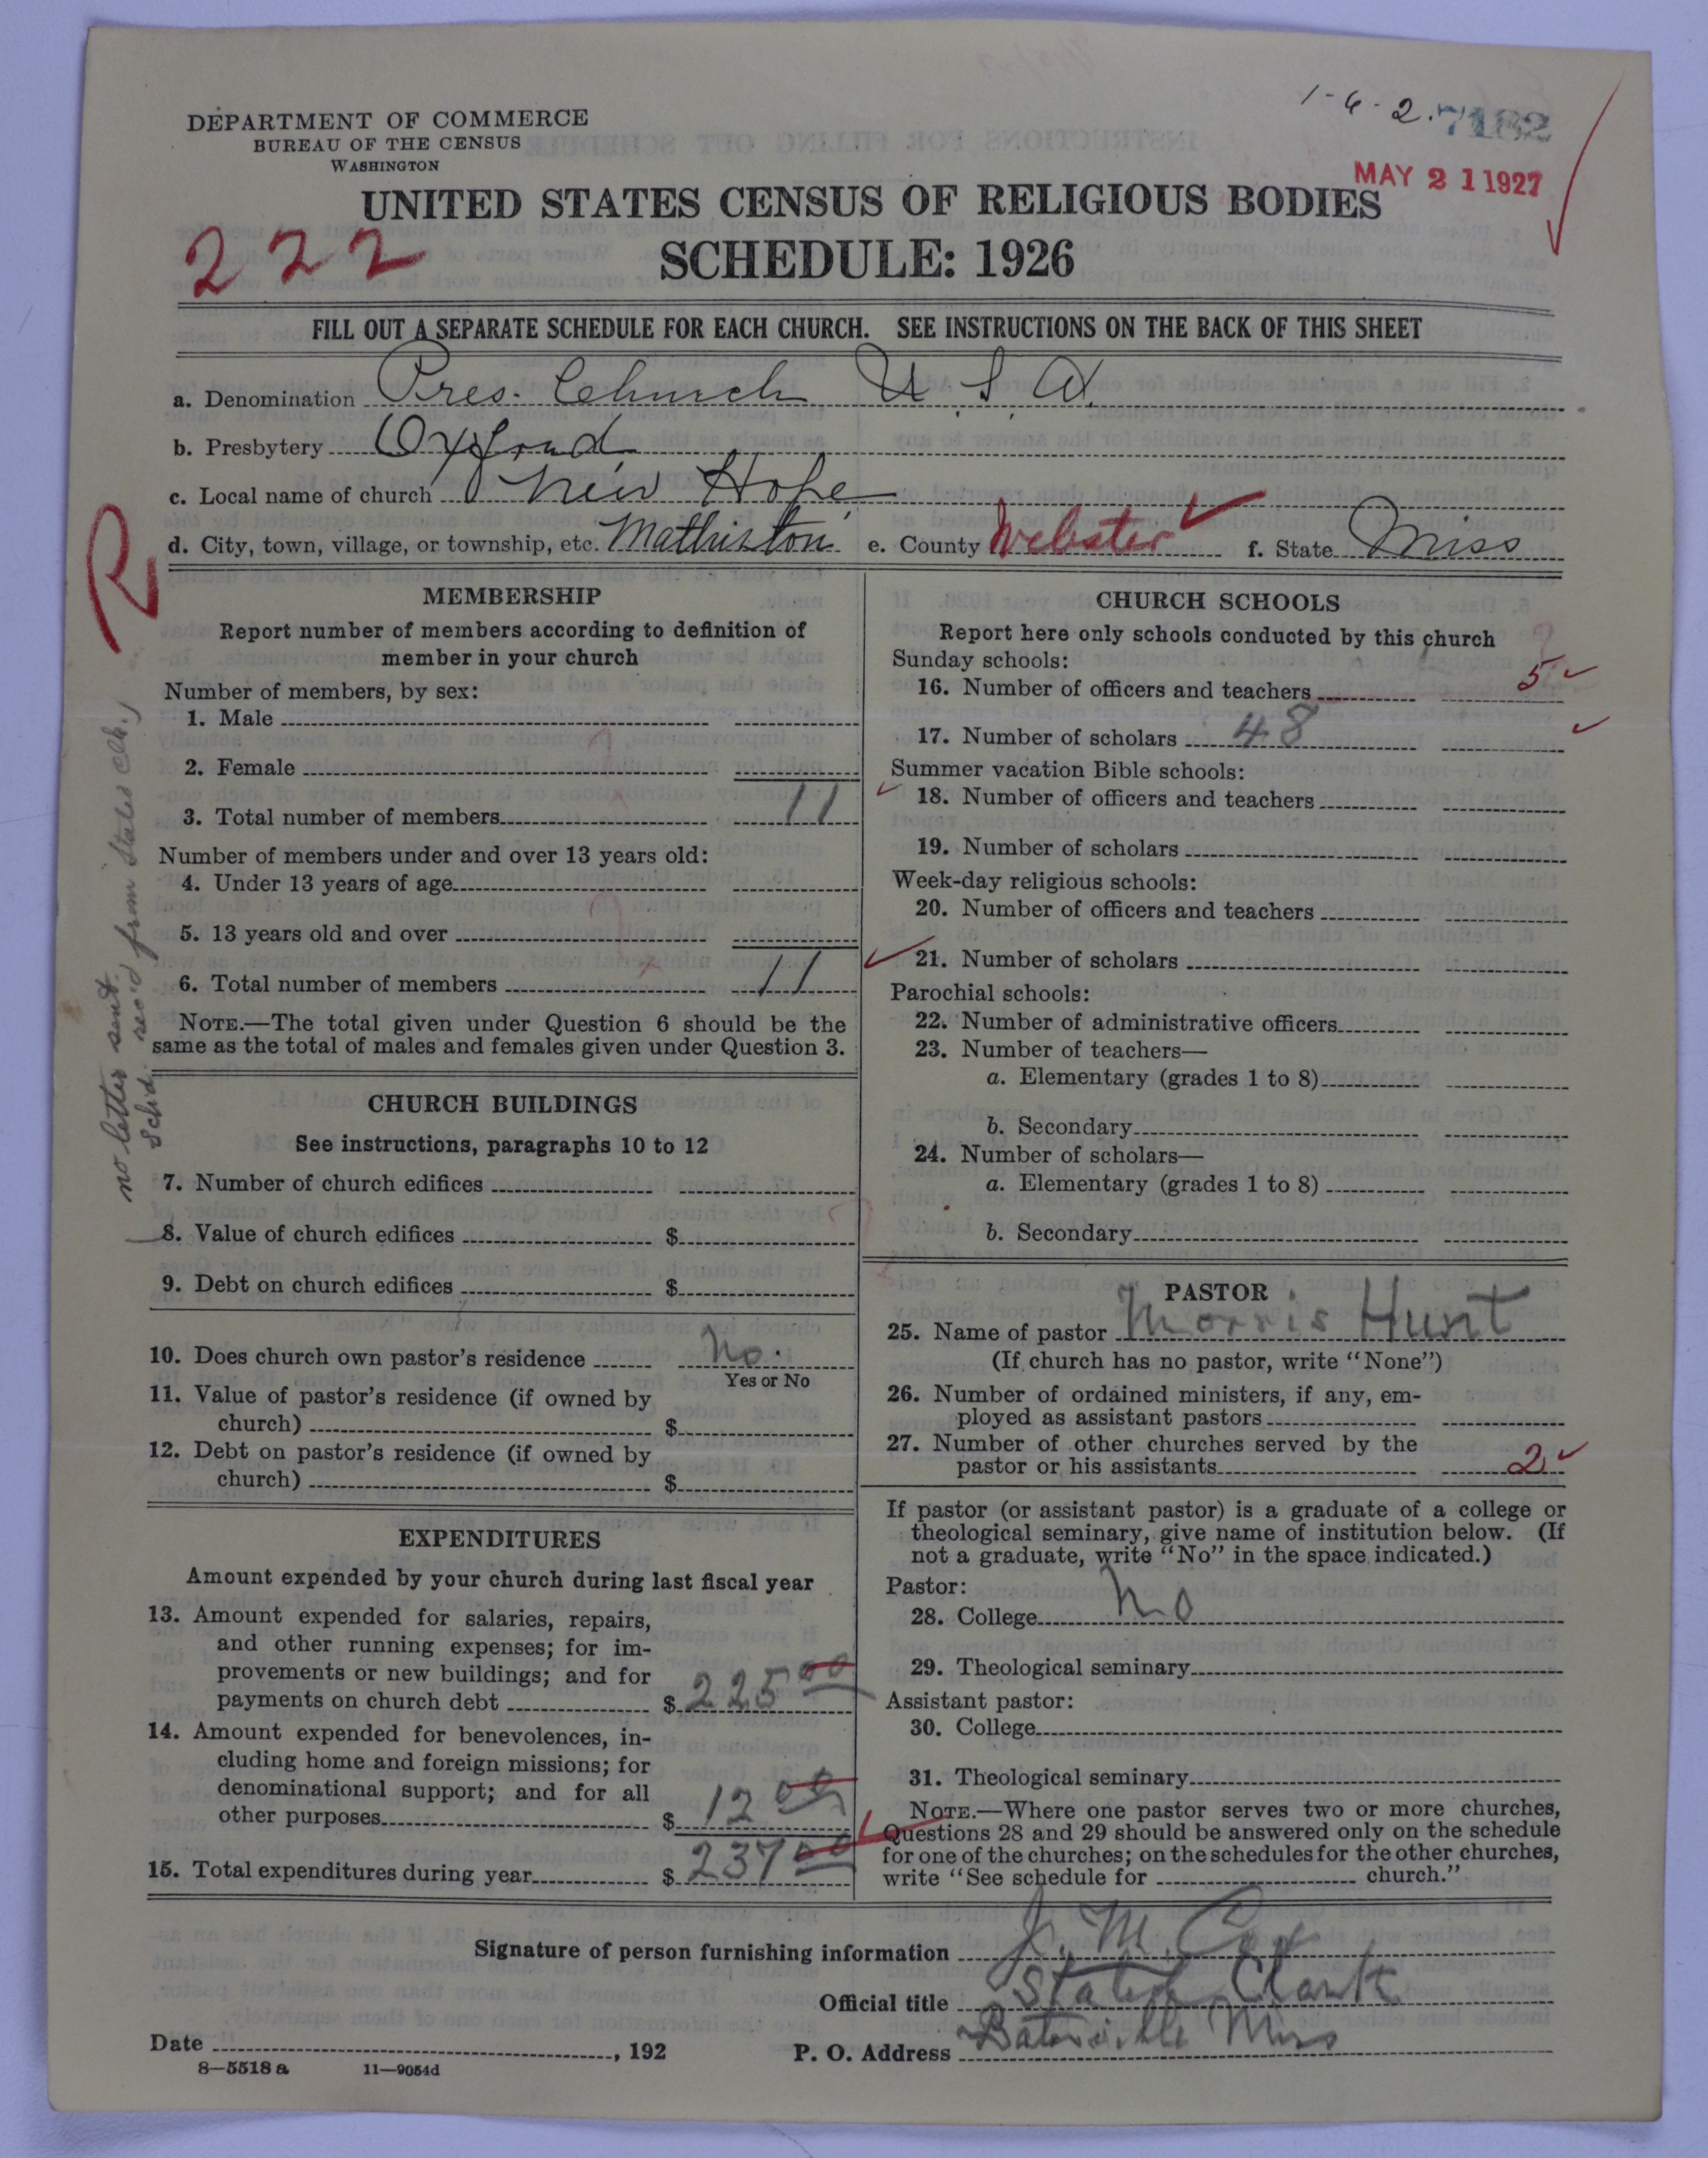 DEPARTMENT OF COMMERCE
BUREAU OF THE CENSUS
WASHINGTON
1-6-2. 7182
MAY 21 1927
UNITED STATES CENSUS OF RELIGIOUS BODIES
SCHEDULE: 1926
222
FILL OUT A SEPARATE SCHEDULE FOR EACH CHURCH. SEE INSTRUCTIONS ON THE BACK OF THIS SHEET
a. Denomination Pres. Church U.S.A.
b. Presbytery Oxford
c. Local name of church New Hope
d. City, town, village, or township, etc. Mathiston e. County Webster f. State Miss
R
no letter sent.
Sched. rec'd from Stated Clk.
MEMBERSHIP
Report number of members according to definition of
member in your church
Number of members, by sex:
1. Male
2. Female
3. Total number of members 11
Number of members under and over 13 years old:
4. Under 13 years of age
5. 13 years old and over
6. Total number of members 11
NOTE.—The total given under Question 6 should be the
same as the total of males and females given under Question 3.
CHURCH BUILDINGS
See instructions, paragraphs 10 to 12
7. Number of church edifices
8. Value of church edifices $
9. Debt on church edifices $
10. Does church own pastor's residence No.
Yes or No
11. Value of pastor's residence (if owned by
church) $
12. Debt on pastor's residence (if owned by
church) $
EXPENDITURES
Amount expended by your church during last fiscal year
13. Amount expended for salaries, repairs,
and other running expenses; for im-
provements or new buildings; and for
payments on church debt $ 225 00
14. Amount expended for benevolences, in-
cluding home and foreign missions; for
denominational support; and for all
other purposes $ 12 00
15. Total expenditures during year $ 237 00
CHURCH SCHOOLS
Report here only schools conducted by this church
Sunday schools:
16. Number of officers and teachers 5
17. Number of scholars 48
Summer vacation Bible schools:
18. Number of officers and teachers
19. Number of scholars
Week-day religious schools:
20. Number of officers and teachers
21. Number of scholars
Parochial schools:
22. Number of administrative officers
23. Number of teachers—
a. Elementary (grades 1 to 8)
b. Secondary
24. Number of scholars—
a. Elementary (grades 1 to 8)
b. Secondary
PASTOR
25. Name of pastor Morris Hunt
(If church has no pastor, write "None")
26. Number of ordained ministers, if any, em-
ployed as assistant pastors
27. Number of other churches served by the
pastor or his assistants 2
If pastor (or assistant pastor) is a graduate of a college or
theological seminary, give name of institution below. (If
not a graduate, write "No" in the space indicated.)
Pastor:
28. College No
29. Theological seminary
Assistant pastor:
30. College
31. Theological seminary
NOTE.—Where one pastor serves two or more churches,
Questions 28 and 29 should be answered only on the schedule
for one of the churches; on the schedules for the other churches,
write "See schedule for church."
Signature of person furnishing information J. M. Cox
Official title Stated Clark
Date , 192 P. O. Address Batesville Miss
8—5518 a 11—9054d